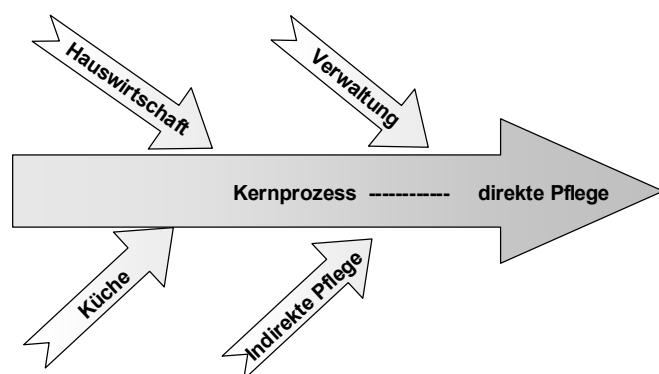 Hauswirtschaft
Verwaltung
Kernprozess ------------ direkte Pflege
Küche
Indirekte Pflege